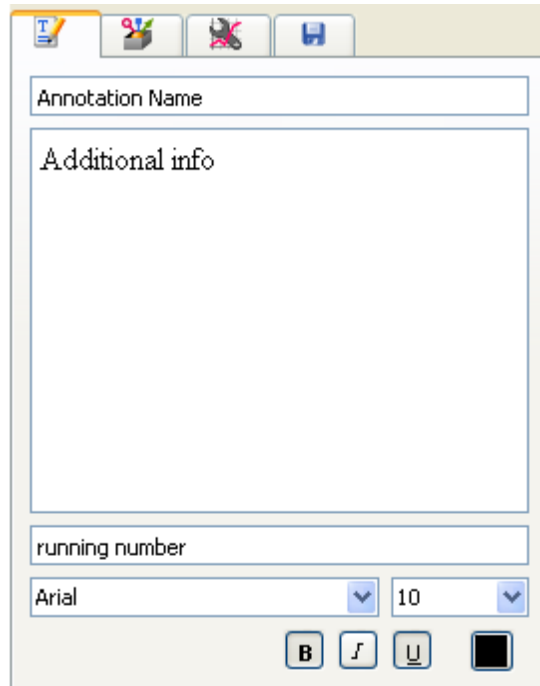 T
Annotation Name
Additional info
running number
Arial 10
B I U